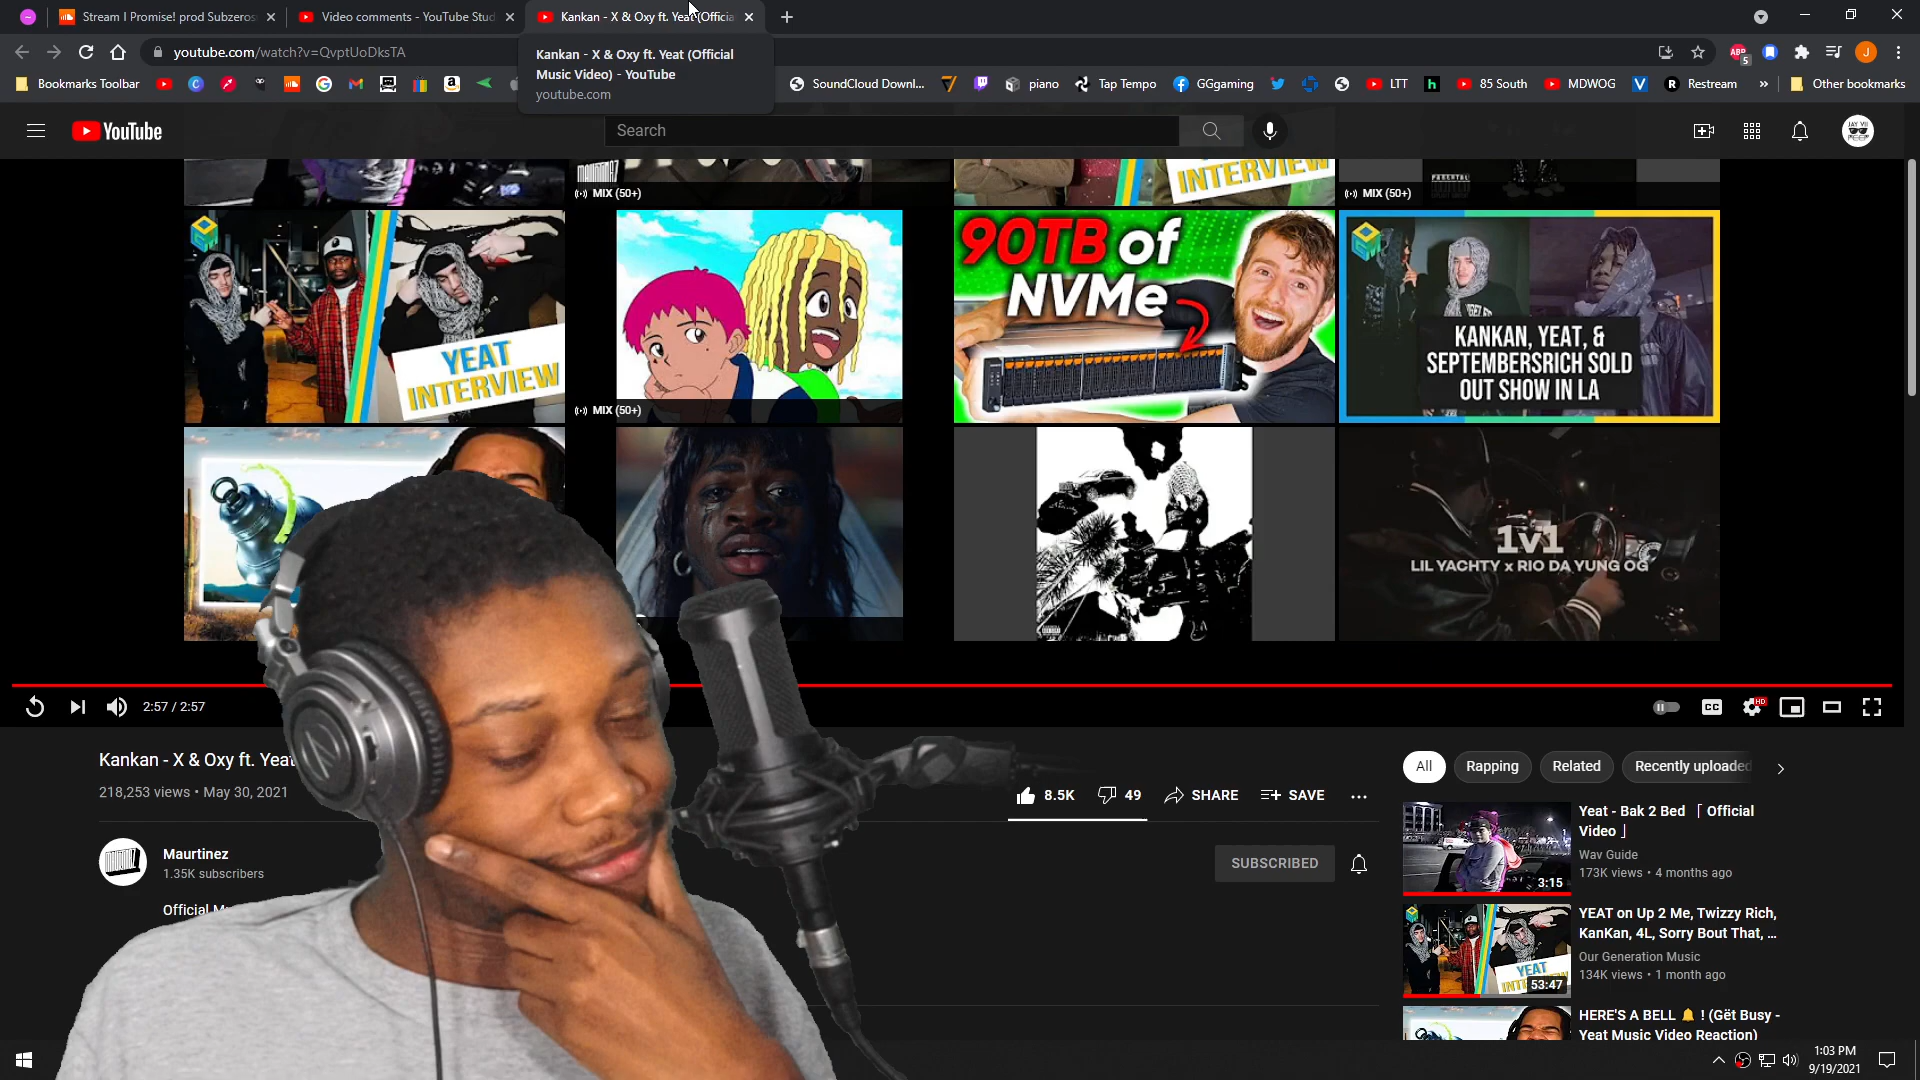 Stream I Promise! prod Subzeros
Video comments - YouTube Stud
Kankan - X & Oxy ft. Yeat (Officia
youtube.com/watch?v=QvptUoDksTA
Kankan - X & Oxy ft. Yeat (Official
Music Video) - YouTube
youtube.com
ABP
5
J
Bookmarks Toolbar
SoundCloud Downl...
piano
Tap Tempo
GGgaming
LTT
h
85 South
MDWOG
V
R
Restream
»
Other bookmarks
YouTube
Search
MIX (50+)
INTERVIEW
MIX (50+)
YEAT
INTERVIEW
MIX (50+)
90TB of
NVMe
KANKAN, YEAT, &
SEPTEMBERSRICH SOLD
OUT SHOW IN LA
1v1
LIL YACHTY x RIO DA YUNG OG
2:57 / 2:57
CC
HD
Kankan - X & Oxy ft. Yeat
218,253 views • May 30, 2021
8.5K
49
SHARE
SAVE
Maurtinez
1.35K subscribers
SUBSCRIBED
Official M
All
Rapping
Related
Recently uploaded
Yeat - Bak 2 Bed 「 Official
Video 」
Wav Guide
173K views • 4 months ago
3:15
YEAT on Up 2 Me, Twizzy Rich,
KanKan, 4L, Sorry Bout That, ...
Our Generation Music
134K views • 1 month ago
YEAT
53:47
HERE'S A BELL 🔔 ! (Gët Busy -
Yeat Music Video Reaction)
1:03 PM
9/19/2021